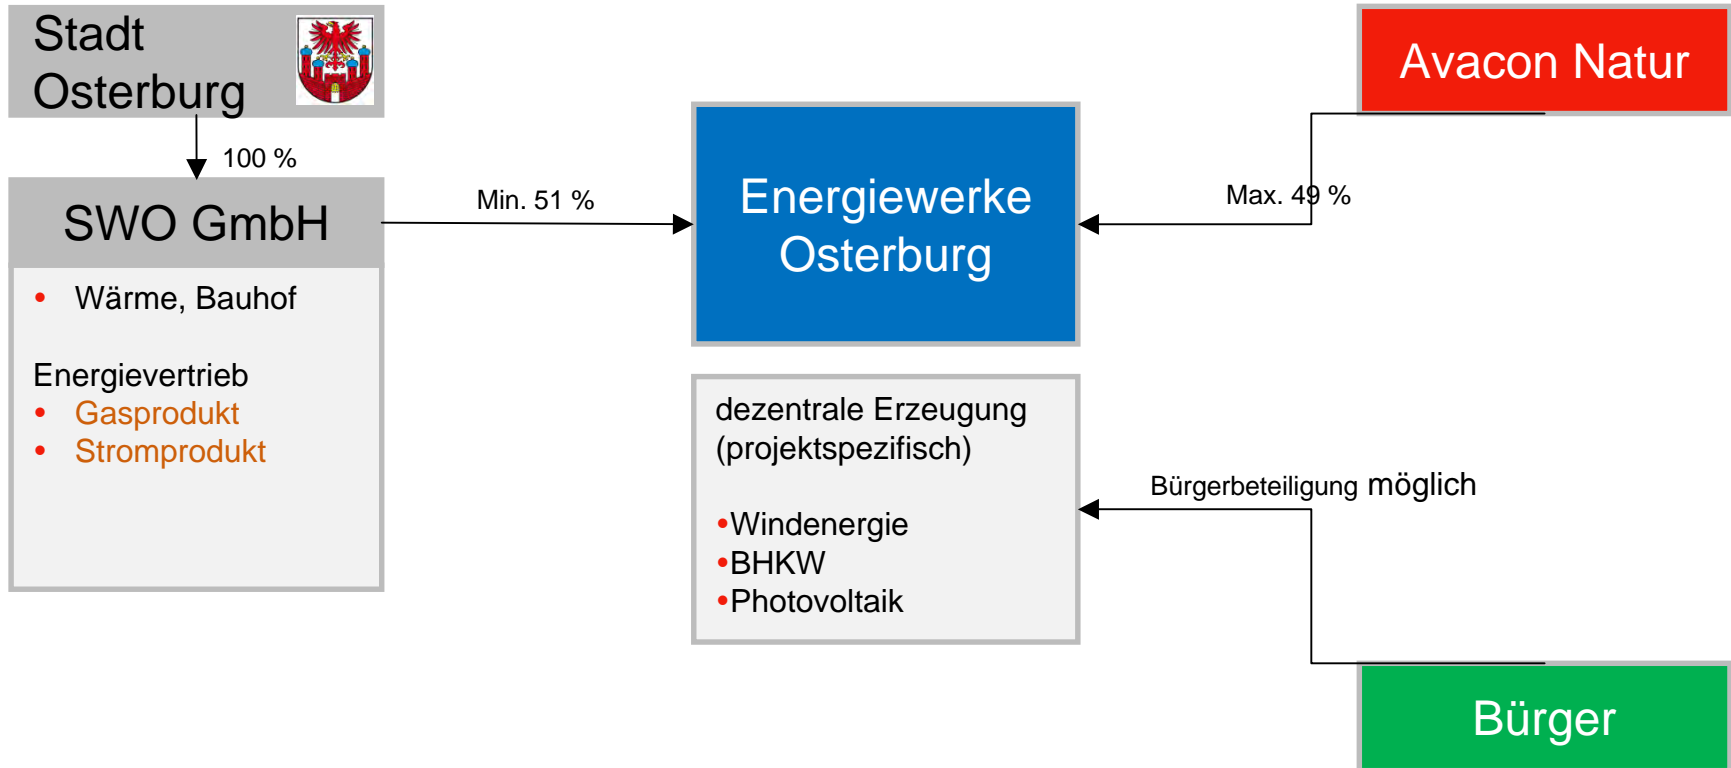 Stadt
Osterburg
100 %
SWO GmbH
• Wärme, Bauhof
Energievertrieb
• Gasprodukt
• Stromprodukt
Min. 51 %
Energiewerke
Osterburg
dezentrale Erzeugung
(projektspezifisch)
•Windenergie
•BHKW
•Photovoltaik
Avacon Natur
Max. 49 %
Bürgerbeteiligung möglich
Bürger